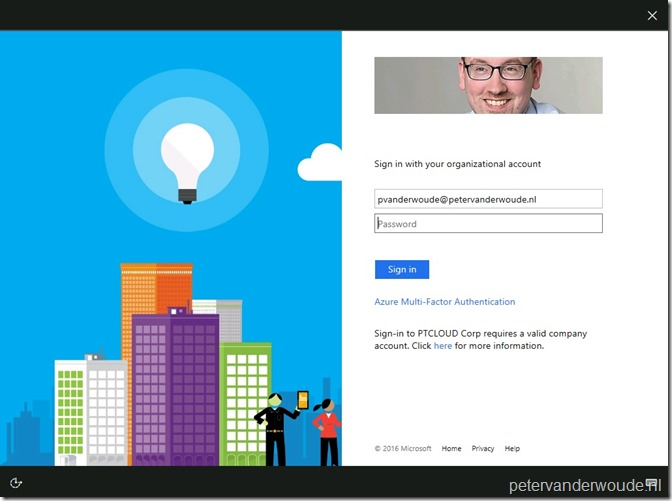 Sign in with your organizational account
pvanderwoude@petervanderwoude.nl
Password
Sign in
Azure Multi-Factor Authentication
Sign-in to PTCLOUD Corp requires a valid company
account. Click here for more information.
© 2016 Microsoft Home Privacy Help
petervanderwoude.nl